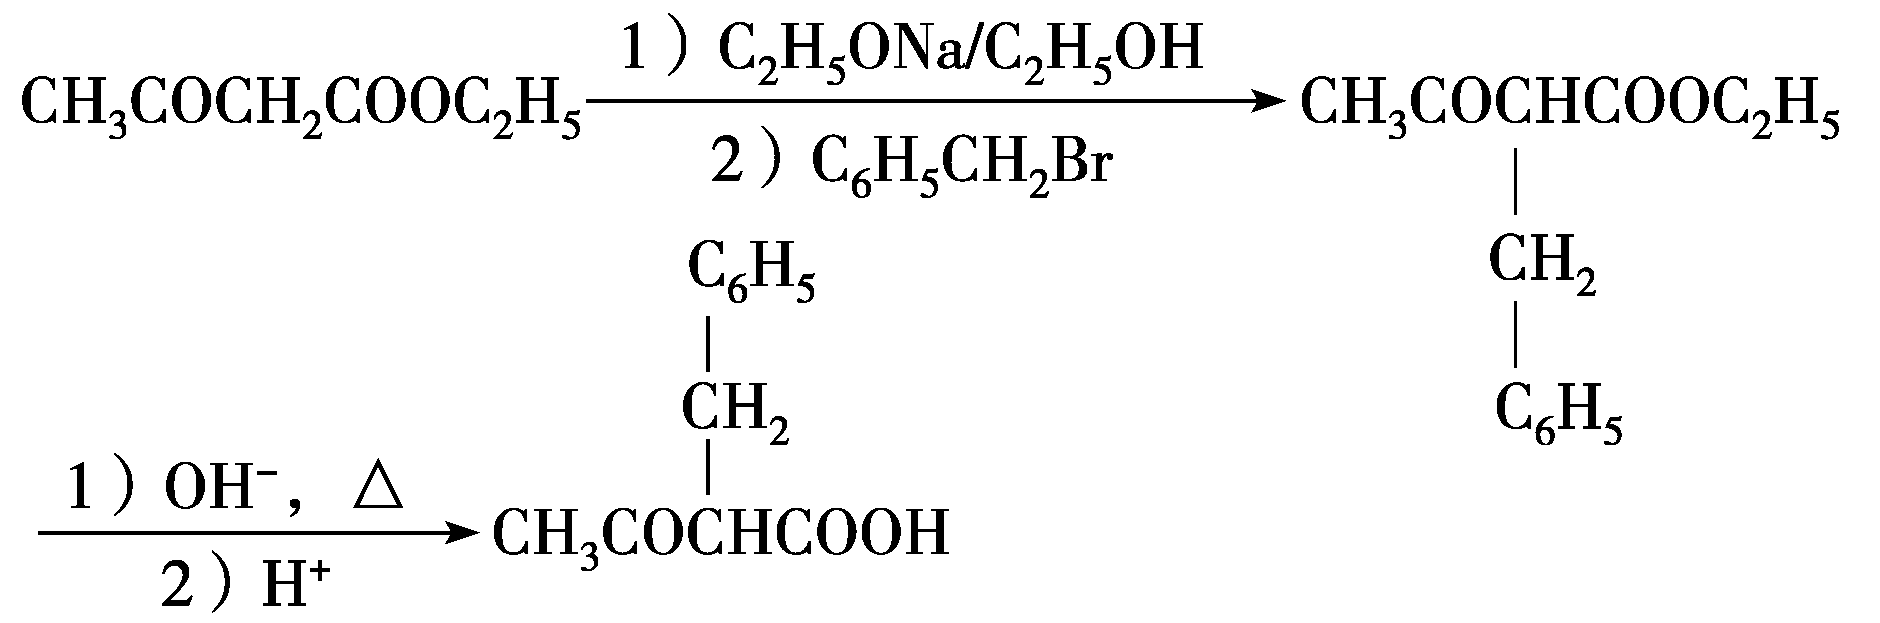 1）C₂H₅ONa/C₂H₅OH
CH₃COCH₂COOC₂H₅ ⟶ CH₃COCHCOOC₂H₅
2）C₆H₅CH₂Br
CH₂
C₆H₅
C₆H₅
CH₂
1）OH⁻，△
⟶ CH₃COCHCOOH
2）H⁺